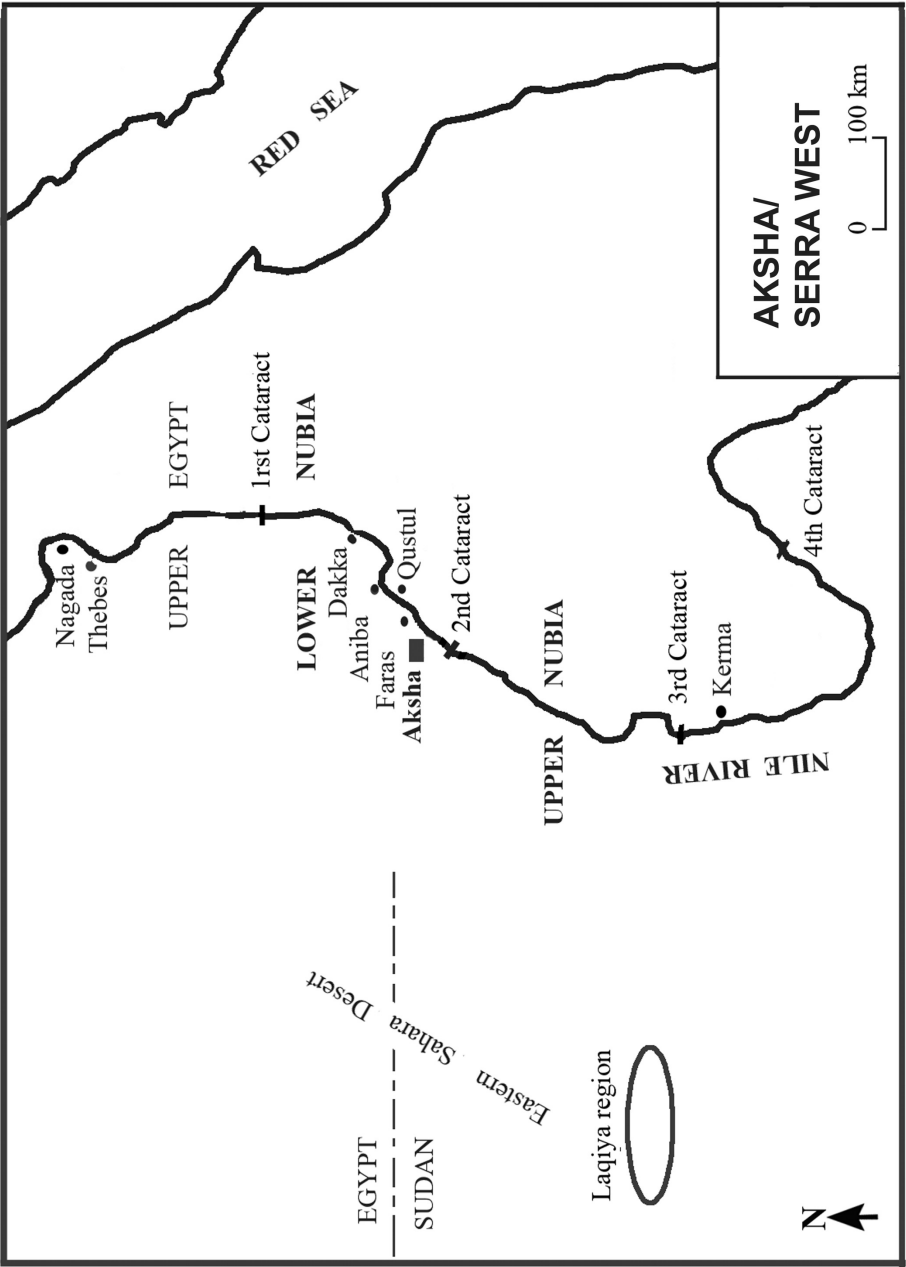 RED SEA
Nagada
Thebes
UPPER EGYPT
1rst Cataract
LOWER NUBIA
Dakka
Aniba
Qustul
Faras
Aksha
2nd Cataract
UPPER NUBIA
3rd Cataract
Kerma
4th Cataract
NILE RIVER
EGYPT
SUDAN
Eastern Sahara Desert
Laqiya region
N
AKSHA/
SERRA WEST
0 100 km